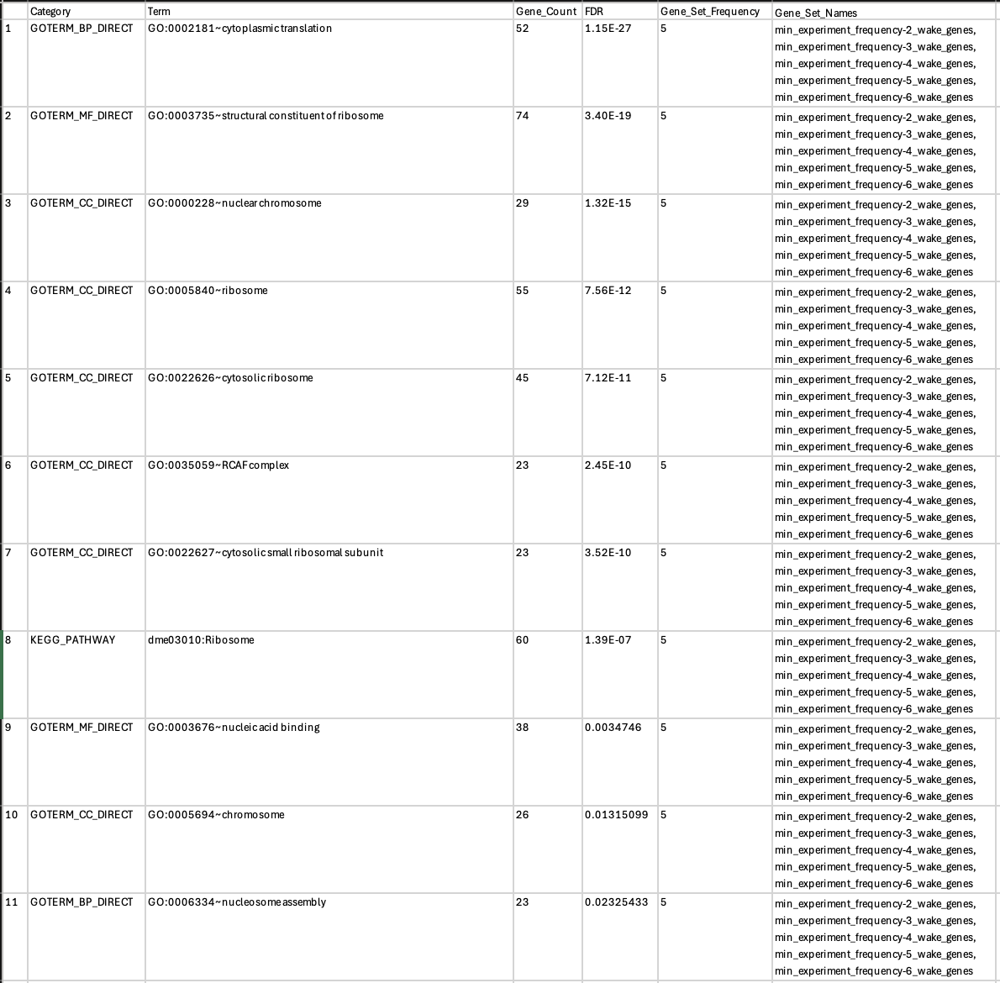 Category Term Gene_Count FDR Gene_Set_Frequency Gene_Set_Names
1 GOTERM_BP_DIRECT GO:0002181~cytoplasmic translation 52 1.15E-27 5 min_experiment_frequency-2_wake_genes,
min_experiment_frequency-3_wake_genes,
min_experiment_frequency-4_wake_genes,
min_experiment_frequency-5_wake_genes,
min_experiment_frequency-6_wake_genes
2 GOTERM_MF_DIRECT GO:0003735~structural constituent of ribosome 74 3.40E-19 5 min_experiment_frequency-2_wake_genes,
min_experiment_frequency-3_wake_genes,
min_experiment_frequency-4_wake_genes,
min_experiment_frequency-5_wake_genes,
min_experiment_frequency-6_wake_genes
3 GOTERM_CC_DIRECT GO:0000228~nuclear chromosome 29 1.32E-15 5 min_experiment_frequency-2_wake_genes,
min_experiment_frequency-3_wake_genes,
min_experiment_frequency-4_wake_genes,
min_experiment_frequency-5_wake_genes,
min_experiment_frequency-6_wake_genes
4 GOTERM_CC_DIRECT GO:0005840~ribosome 55 7.56E-12 5 min_experiment_frequency-2_wake_genes,
min_experiment_frequency-3_wake_genes,
min_experiment_frequency-4_wake_genes,
min_experiment_frequency-5_wake_genes,
min_experiment_frequency-6_wake_genes
5 GOTERM_CC_DIRECT GO:0022626~cytosolic ribosome 45 7.12E-11 5 min_experiment_frequency-2_wake_genes,
min_experiment_frequency-3_wake_genes,
min_experiment_frequency-4_wake_genes,
min_experiment_frequency-5_wake_genes,
min_experiment_frequency-6_wake_genes
6 GOTERM_CC_DIRECT GO:0035059~RCAF complex 23 2.45E-10 5 min_experiment_frequency-2_wake_genes,
min_experiment_frequency-3_wake_genes,
min_experiment_frequency-4_wake_genes,
min_experiment_frequency-5_wake_genes,
min_experiment_frequency-6_wake_genes
7 GOTERM_CC_DIRECT GO:0022627~cytosolic small ribosomal subunit 23 3.52E-10 5 min_experiment_frequency-2_wake_genes,
min_experiment_frequency-3_wake_genes,
min_experiment_frequency-4_wake_genes,
min_experiment_frequency-5_wake_genes,
min_experiment_frequency-6_wake_genes
8 KEGG_PATHWAY dme03010:Ribosome 60 1.39E-07 5 min_experiment_frequency-2_wake_genes,
min_experiment_frequency-3_wake_genes,
min_experiment_frequency-4_wake_genes,
min_experiment_frequency-5_wake_genes,
min_experiment_frequency-6_wake_genes
9 GOTERM_MF_DIRECT GO:0003676~nucleic acid binding 38 0.0034746 5 min_experiment_frequency-2_wake_genes,
min_experiment_frequency-3_wake_genes,
min_experiment_frequency-4_wake_genes,
min_experiment_frequency-5_wake_genes,
min_experiment_frequency-6_wake_genes
10 GOTERM_CC_DIRECT GO:0005694~chromosome 26 0.01315099 5 min_experiment_frequency-2_wake_genes,
min_experiment_frequency-3_wake_genes,
min_experiment_frequency-4_wake_genes,
min_experiment_frequency-5_wake_genes,
min_experiment_frequency-6_wake_genes
11 GOTERM_BP_DIRECT GO:0006334~nucleosome assembly 23 0.02325433 5 min_experiment_frequency-2_wake_genes,
min_experiment_frequency-3_wake_genes,
min_experiment_frequency-4_wake_genes,
min_experiment_frequency-5_wake_genes,
min_experiment_frequency-6_wake_genes